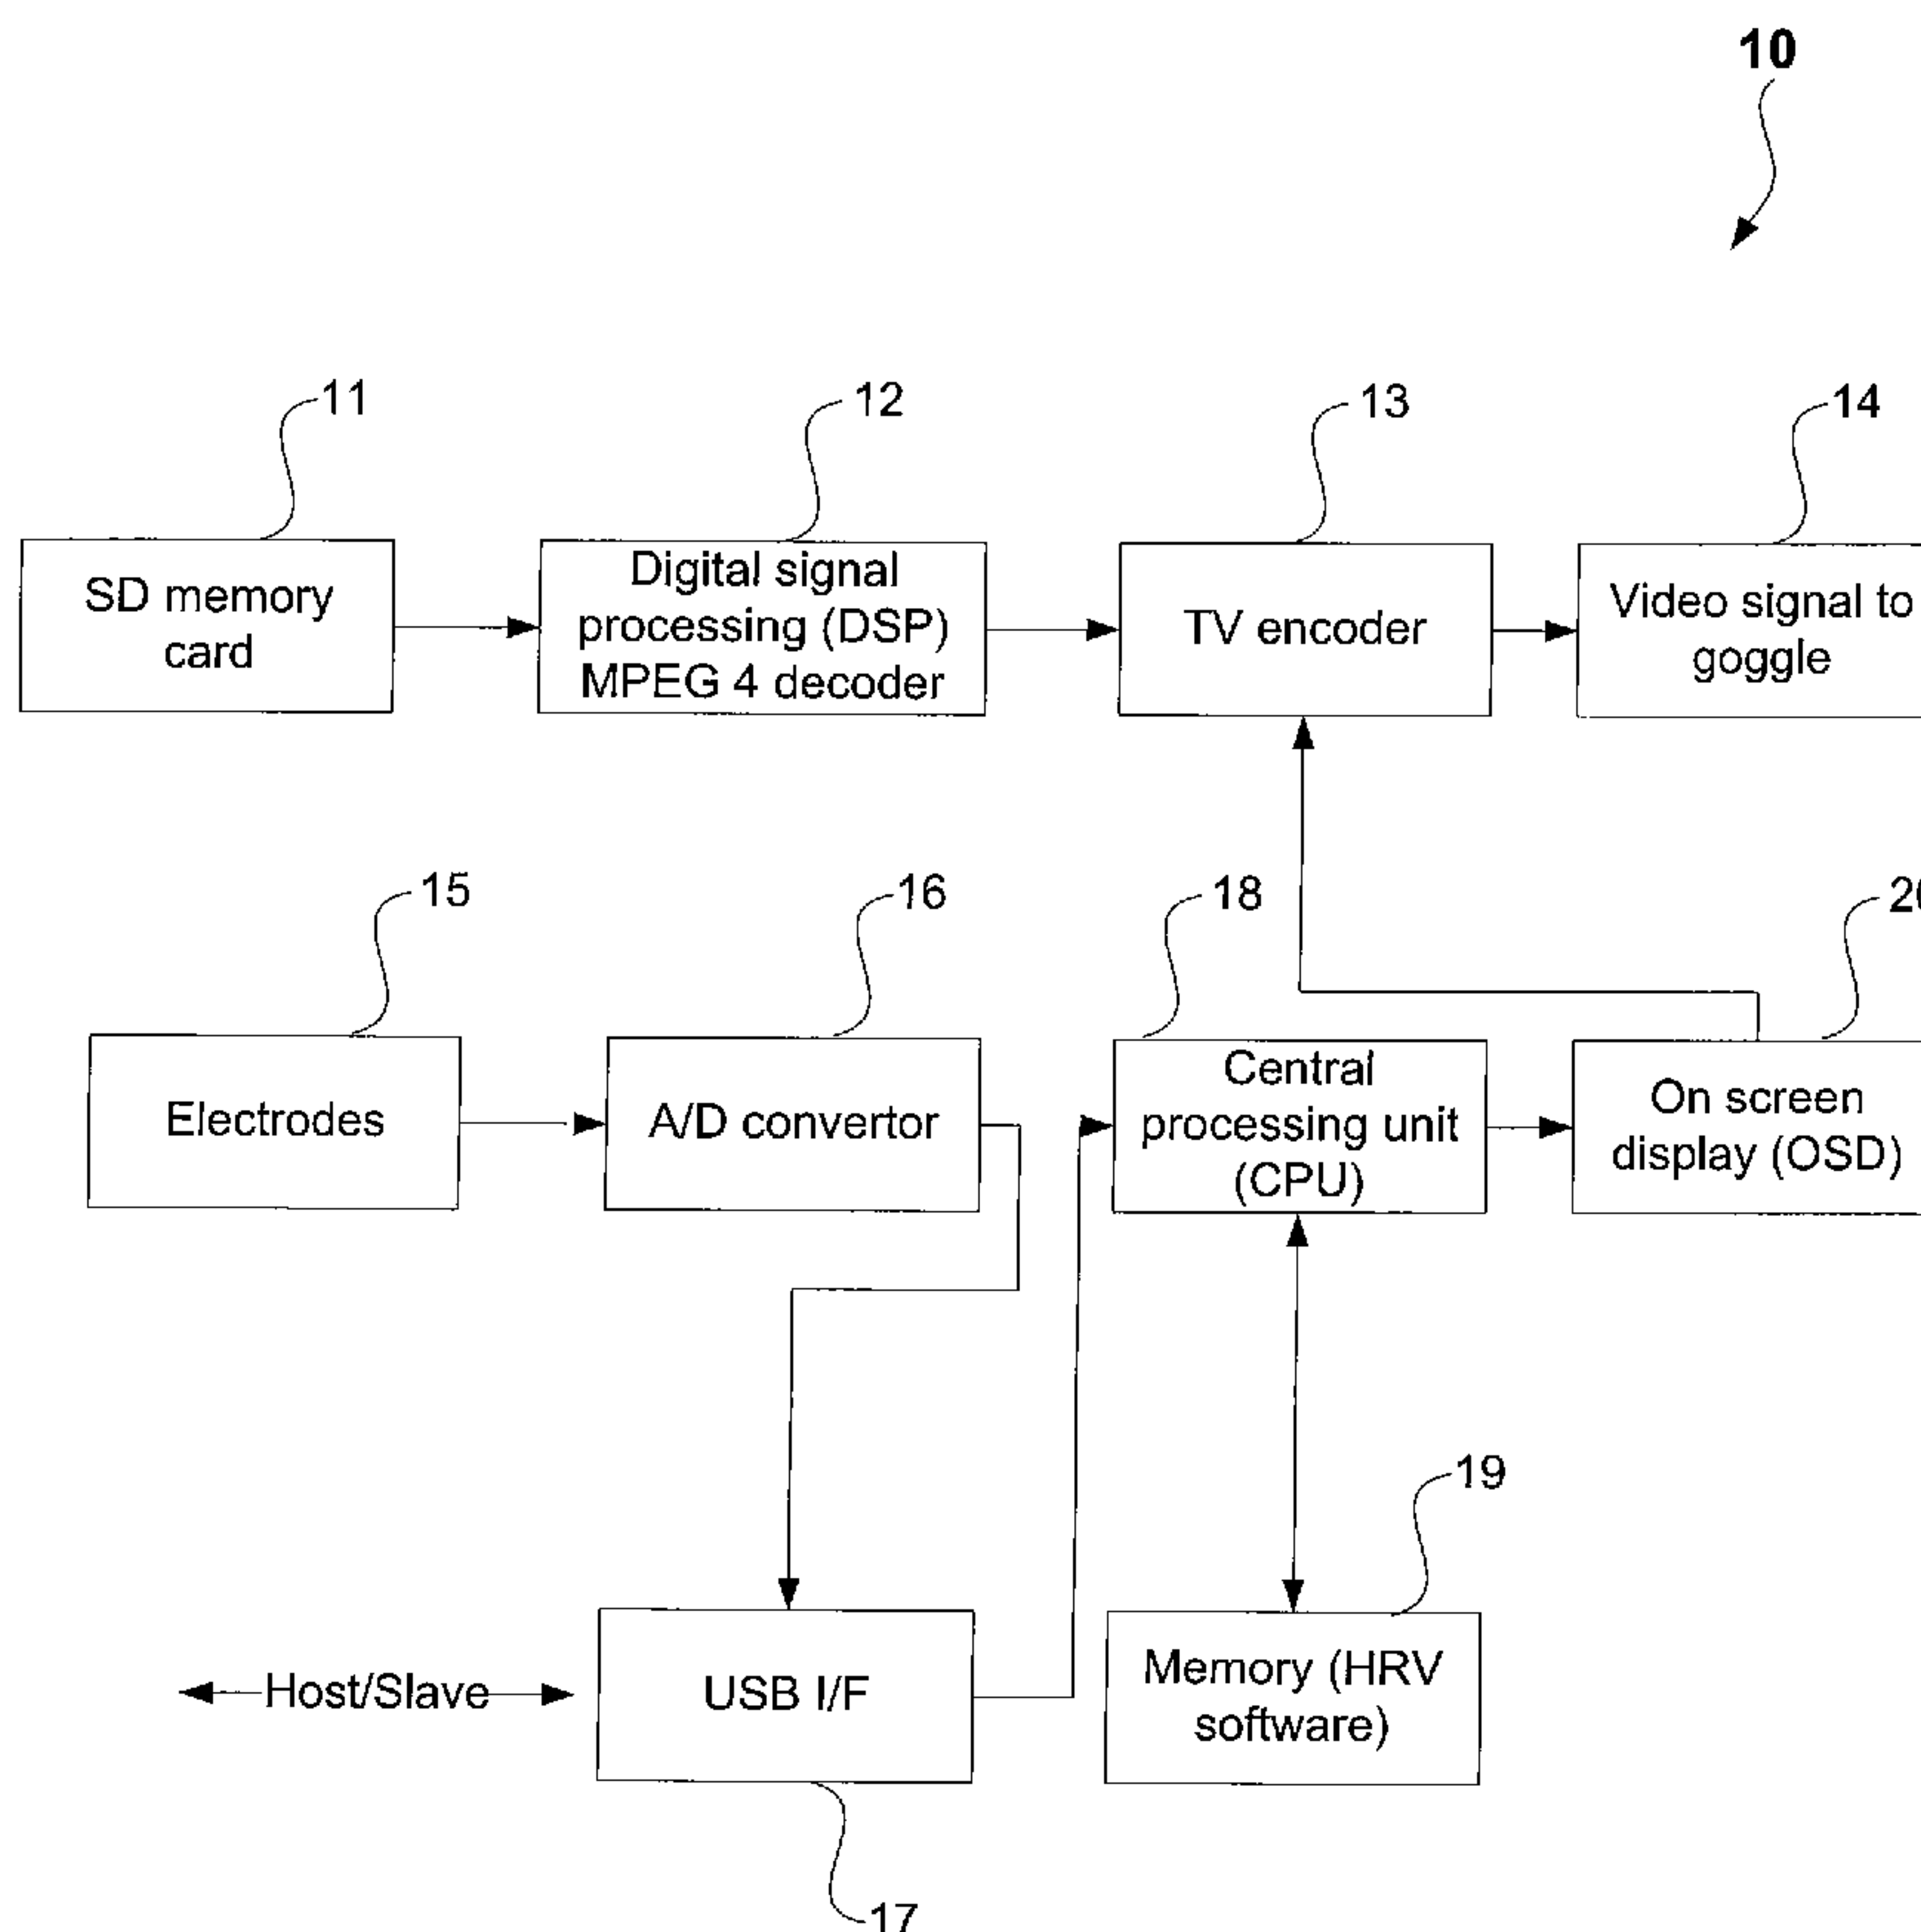 10
11
12
13
14
SD memory
card
Digital signal
processing (DSP)
MPEG 4 decoder
TV encoder
Video signal to
goggle
15
16
18
Electrodes
A/D convertor
Central
processing unit
(CPU)
On screen
display (OSD)
19
Host/Slave
USB I/F
Memory (HRV
software)
17